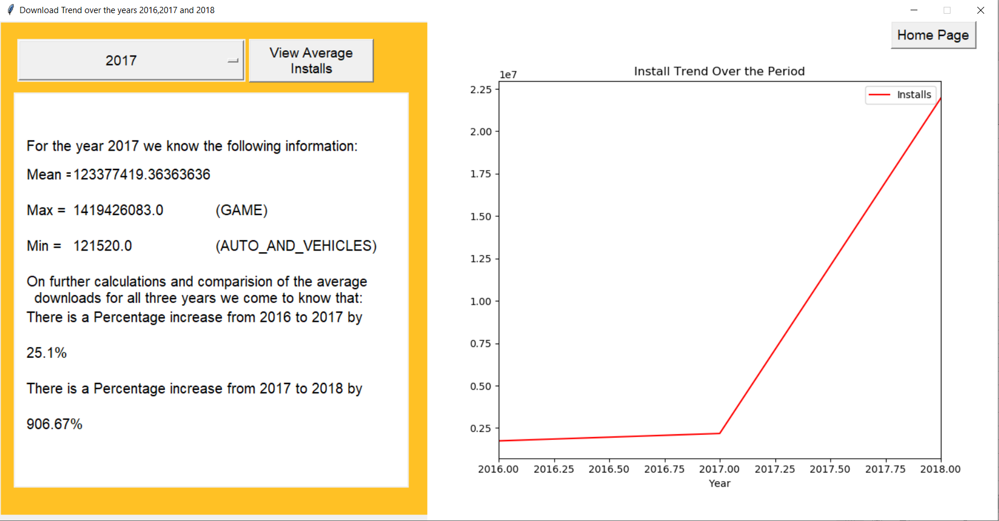 Download Trend over the years 2016,2017 and 2018
2017
View Average
Installs
For the year 2017 we know the following information:
Mean =123377419.36363636
Max = 1419426083.0 (GAME)
Min = 121520.0 (AUTO_AND_VEHICLES)
On further calculations and comparision of the average
downloads for all three years we come to know that:
There is a Percentage increase from 2016 to 2017 by
25.1%
There is a Percentage increase from 2017 to 2018 by
906.67%
Home Page
Install Trend Over the Period
1e7
Installs
2.25
2.00
1.75
1.50
1.25
1.00
0.75
0.50
0.25
2016.00 2016.25 2016.50 2016.75 2017.00 2017.25 2017.50 2017.75 2018.00
Year